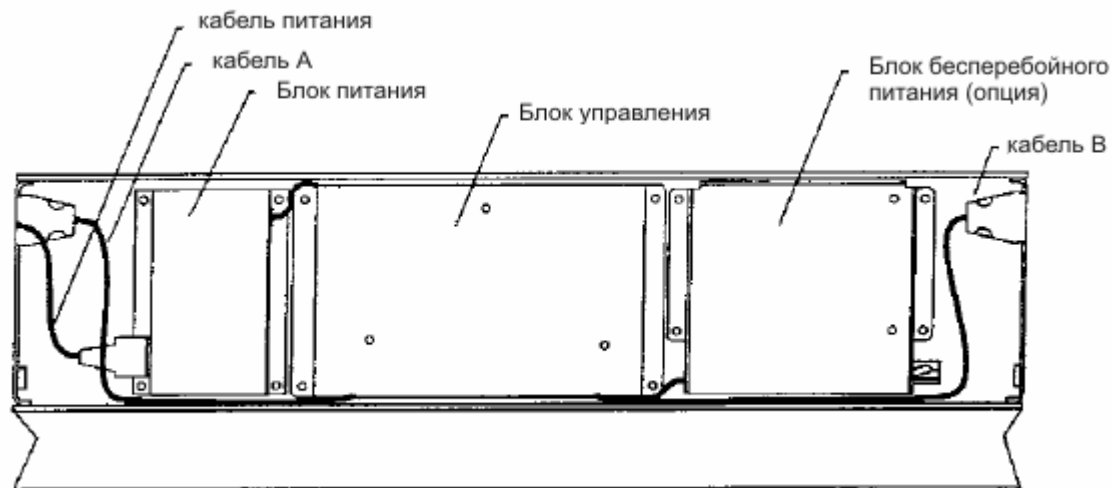 кабель питания
кабель А
Блок питания
Блок управления
Блок бесперебойного
питания (опция)
кабель В